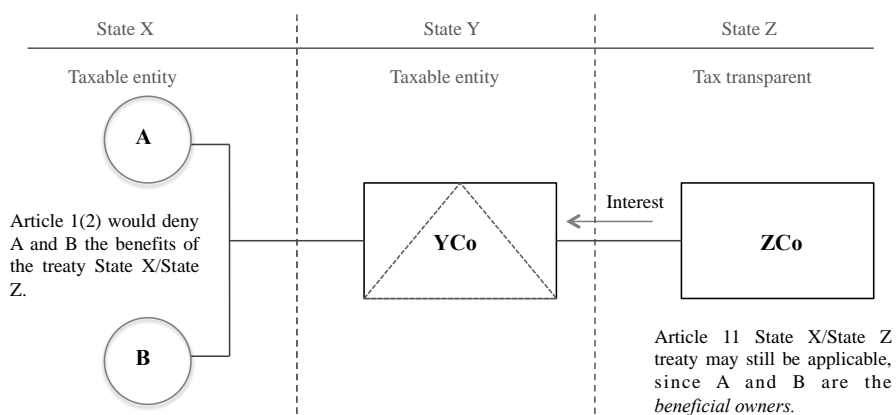 State X
State Y
State Z
Taxable entity
Taxable entity
Tax transparent
A
Interest
Article 1(2) would deny
A and B the benefits of
the treaty State X/State
Z.
YCo
ZCo
B
Article 11 State X/State Z
treaty may still be applicable,
since A and B are the
beneficial owners.